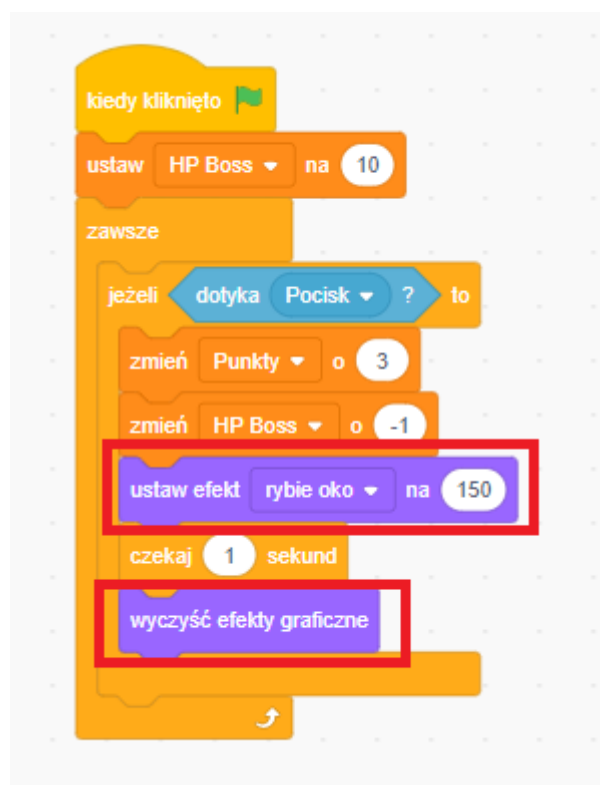 kiedy kliknięto
ustaw HP Boss na 10
zawsze
jeżeli dotyka Pocisk ? to
zmień Punkty o 3
zmień HP Boss o -1
ustaw efekt rybie oko na 150
czekaj 1 sekund
wyczyść efekty graficzne